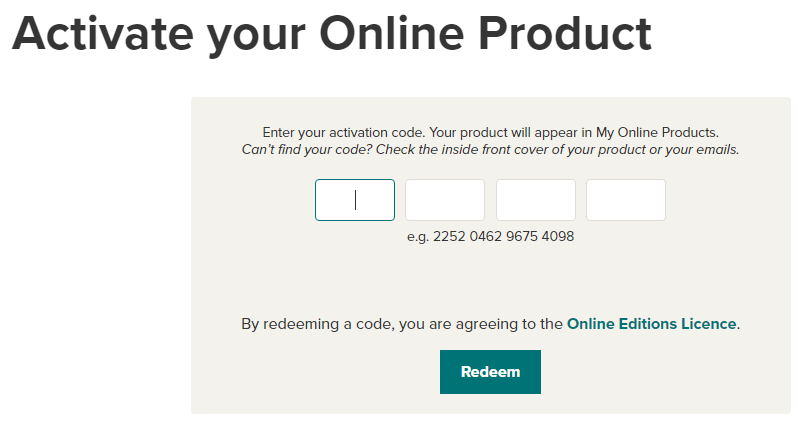 Activate your Online Product
Enter your activation code. Your product will appear in My Online Products.
Can't find your code? Check the inside front cover of your product or your emails.
e.g. 2252 0462 9675 4098
By redeeming a code, you are agreeing to the Online Editions Licence.
Redeem